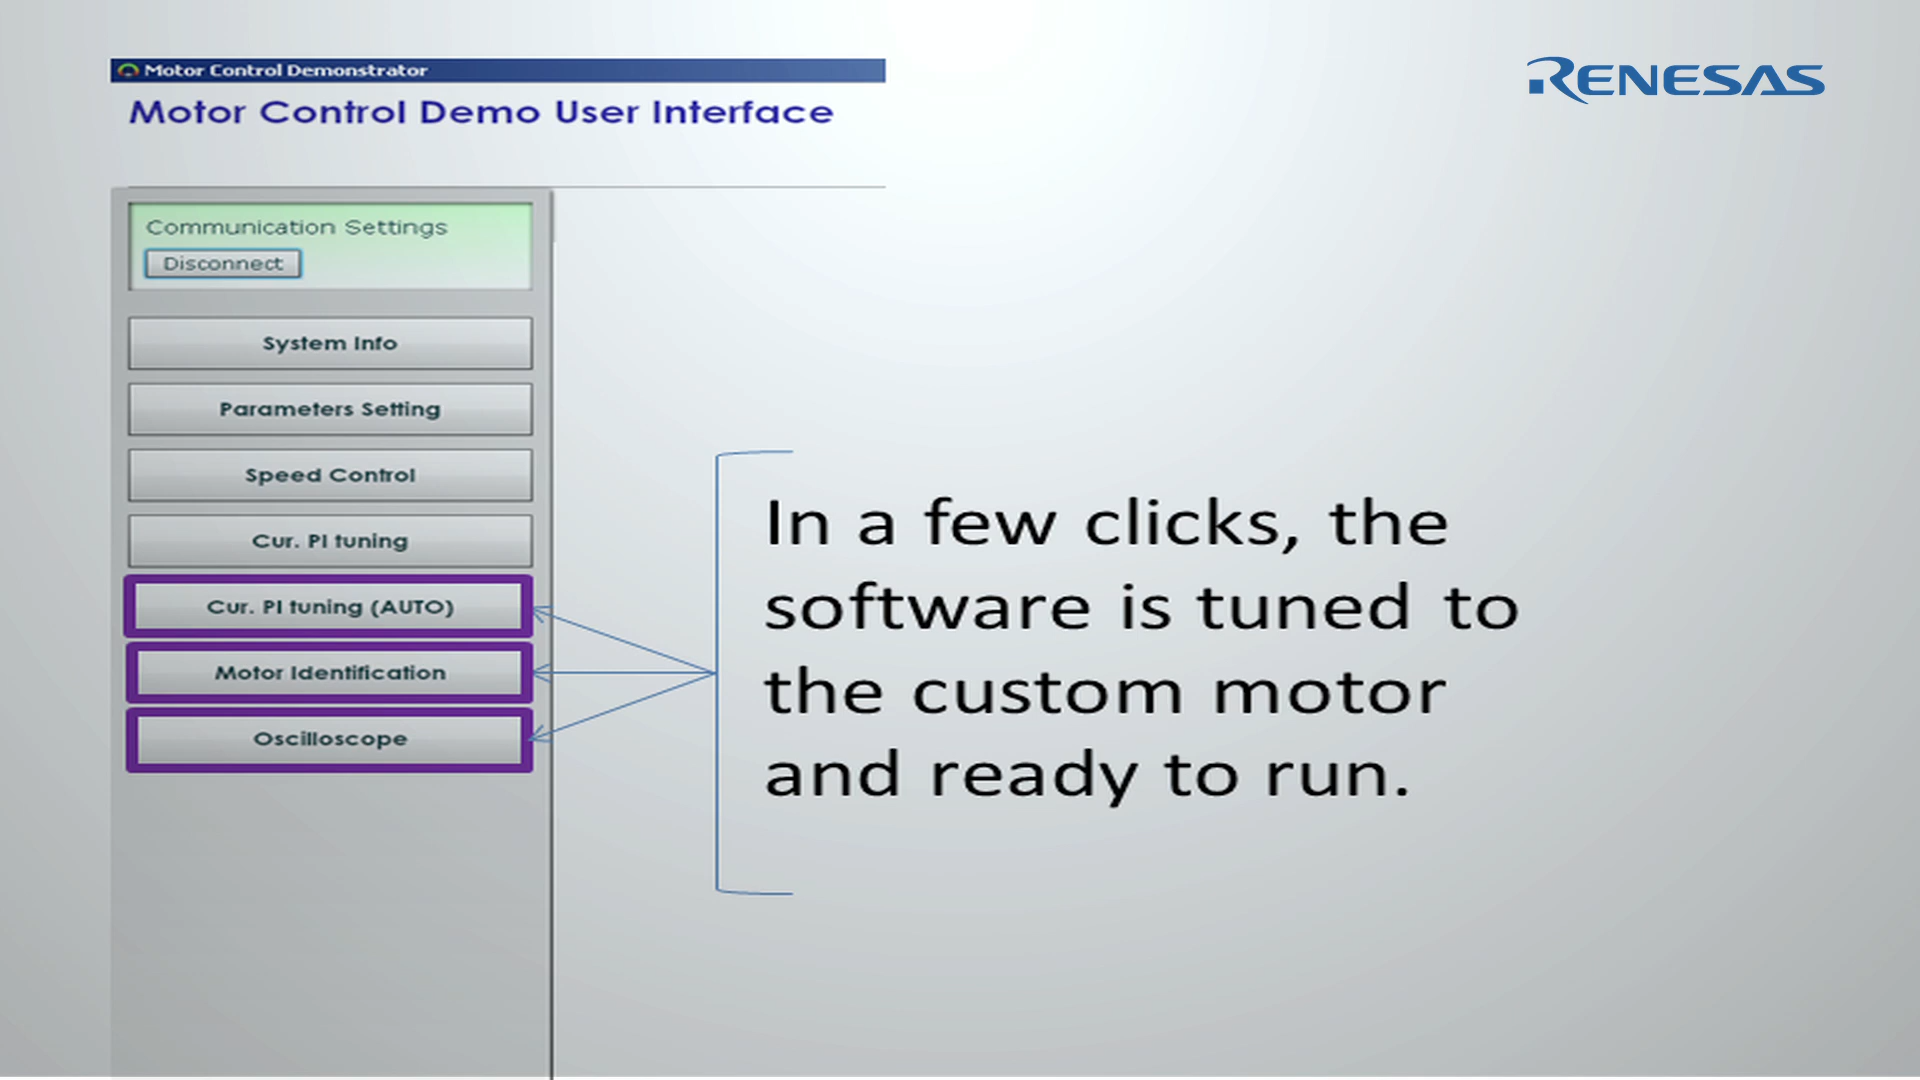 Motor Control Demonstrator
RENESAS
Motor Control Demo User Interface
Communication Settings
Disconnect
System Info
Parameters Setting
Speed Control
Cur. PI tuning
Cur. PI tuning (AUTO)
Motor Identification
Oscilloscope
In a few clicks, the
software is tuned to
the custom motor
and ready to run.